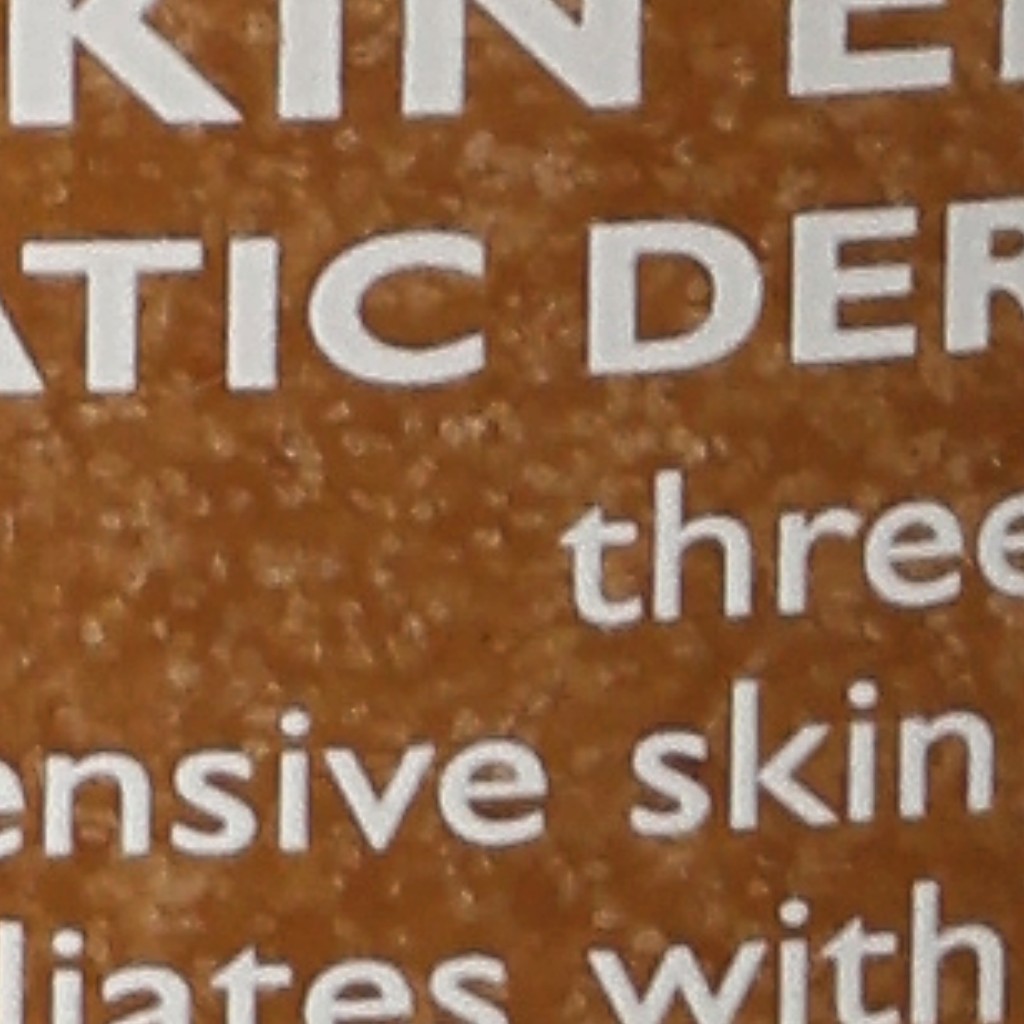 KIN E
ATIC DER
three
ensive skin
liates with